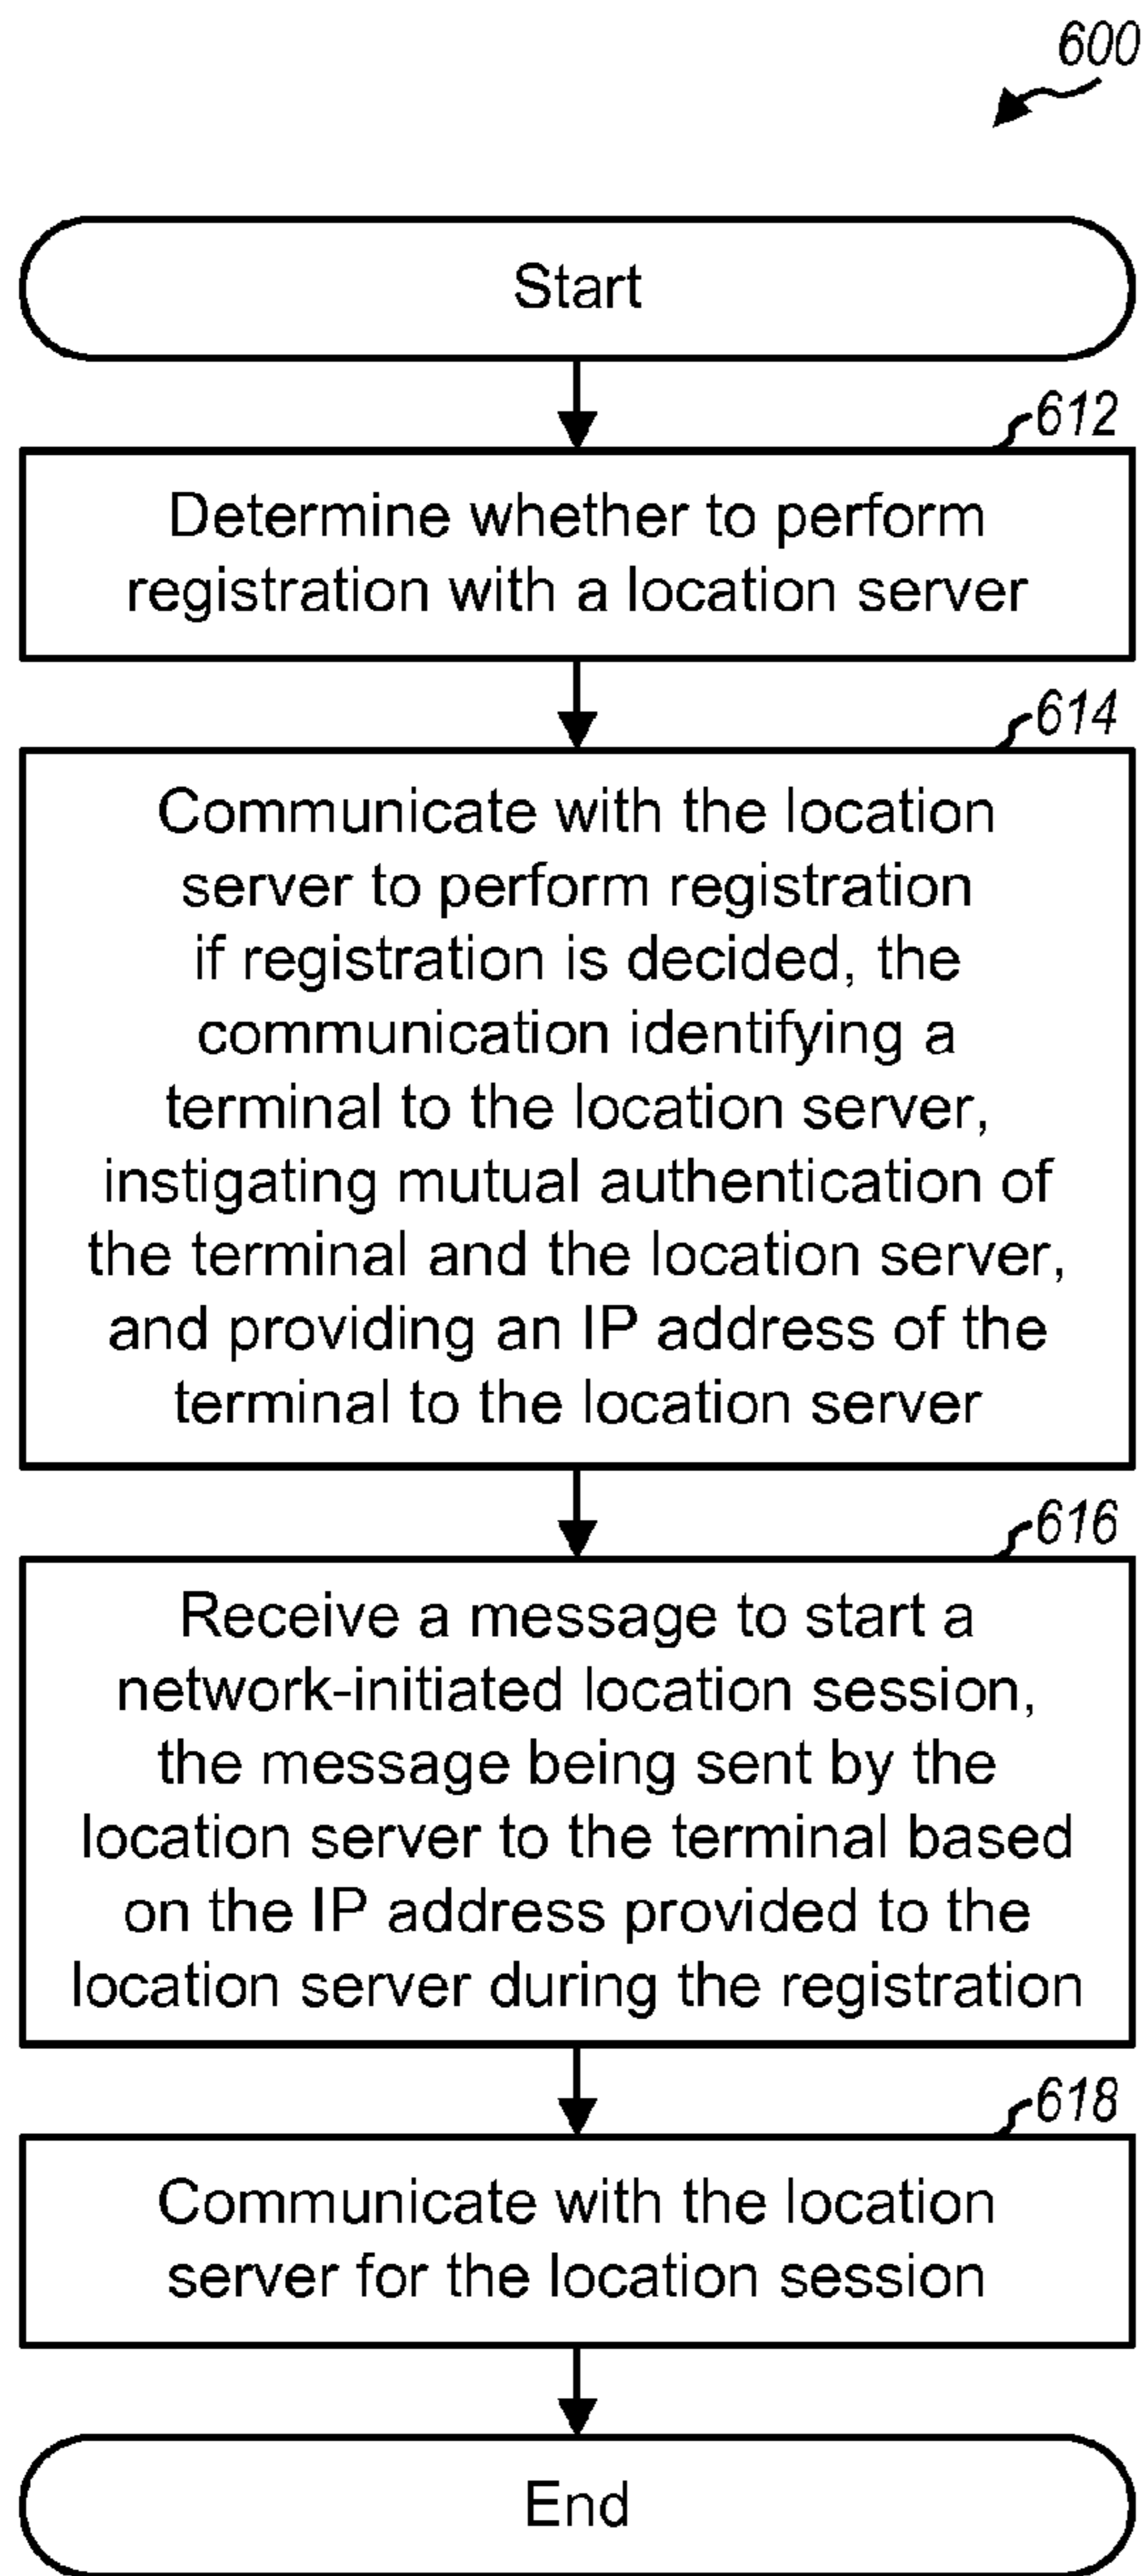 600
Start
612
Determine whether to perform
registration with a location server
614
Communicate with the location
server to perform registration
if registration is decided, the
communication identifying a
terminal to the location server,
instigating mutual authentication of
the terminal and the location server,
and providing an IP address of the
terminal to the location server
616
Receive a message to start a
network-initiated location session,
the message being sent by the
location server to the terminal based
on the IP address provided to the
location server during the registration
618
Communicate with the location
server for the location session
End